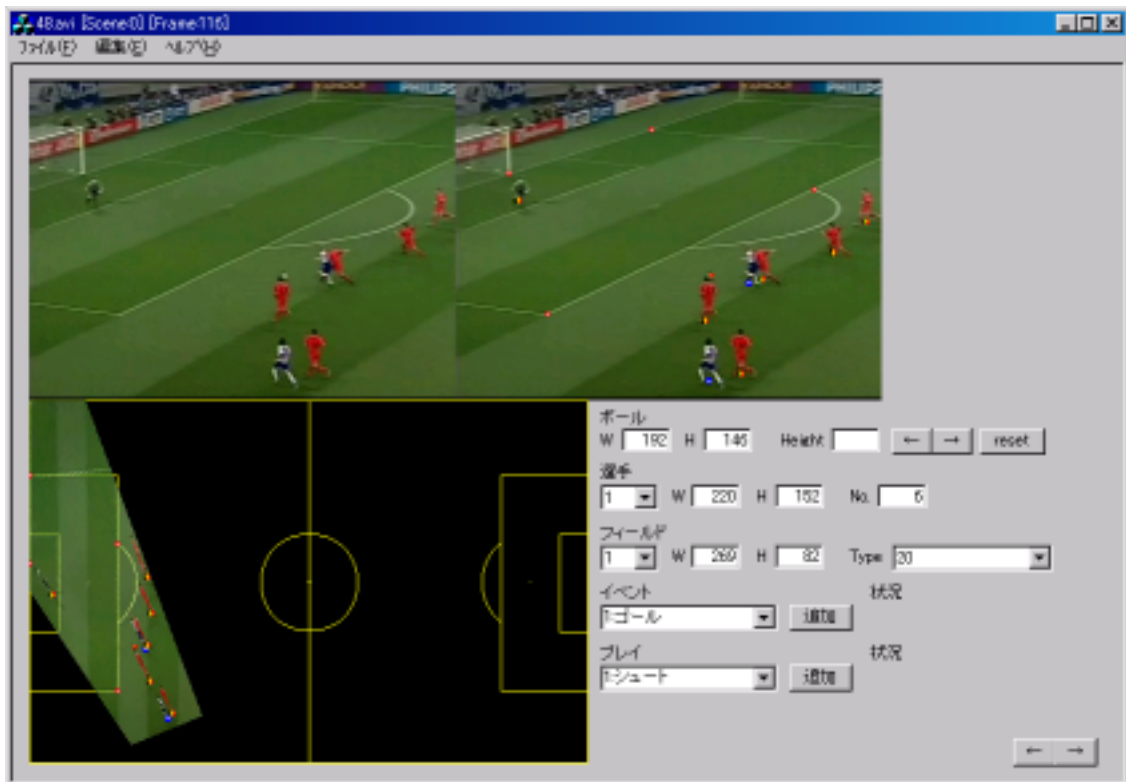 48.avi [Scene:0] [Frame:116]
ファイル(F) 編集(E) ヘルプ(H)
YAHOO! PHILIPS
YAHOO! PHILIPS
ボール
W 192 H 146 Height ← → reset
選手
1 W 220 H 152 No. 5
フィールド
1 W 269 H 82 Type 20
イベント 状況
1:ゴール 追加
プレイ 状況
1:シュート 追加
← →